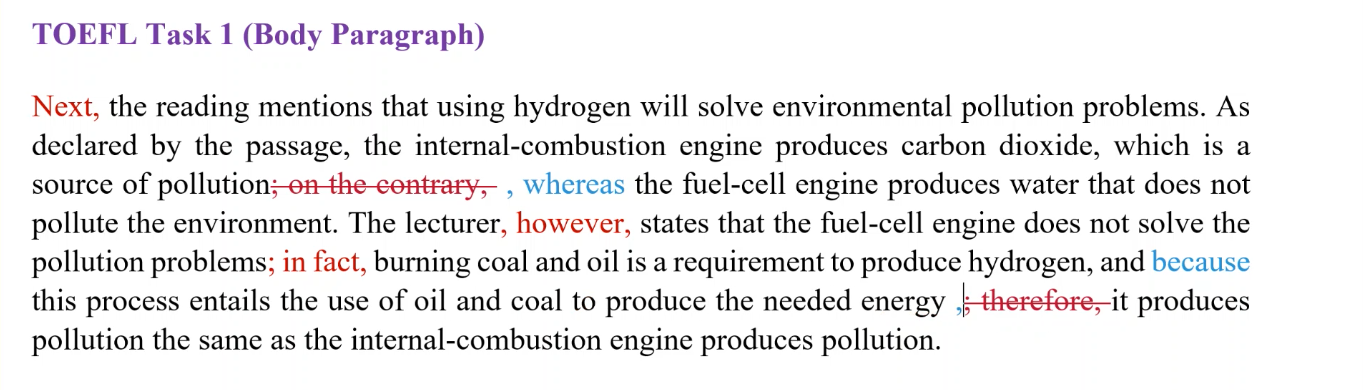 TOEFL Task 1 (Body Paragraph)
Next, the reading mentions that using hydrogen will solve environmental pollution problems. As
declared by the passage, the internal-combustion engine produces carbon dioxide, which is a
source of pollution; on the contrary, , whereas the fuel-cell engine produces water that does not
pollute the environment. The lecturer, however, states that the fuel-cell engine does not solve the
pollution problems; in fact, burning coal and oil is a requirement to produce hydrogen, and because
this process entails the use of oil and coal to produce the needed energy ,; therefore, it produces
pollution the same as the internal-combustion engine produces pollution.